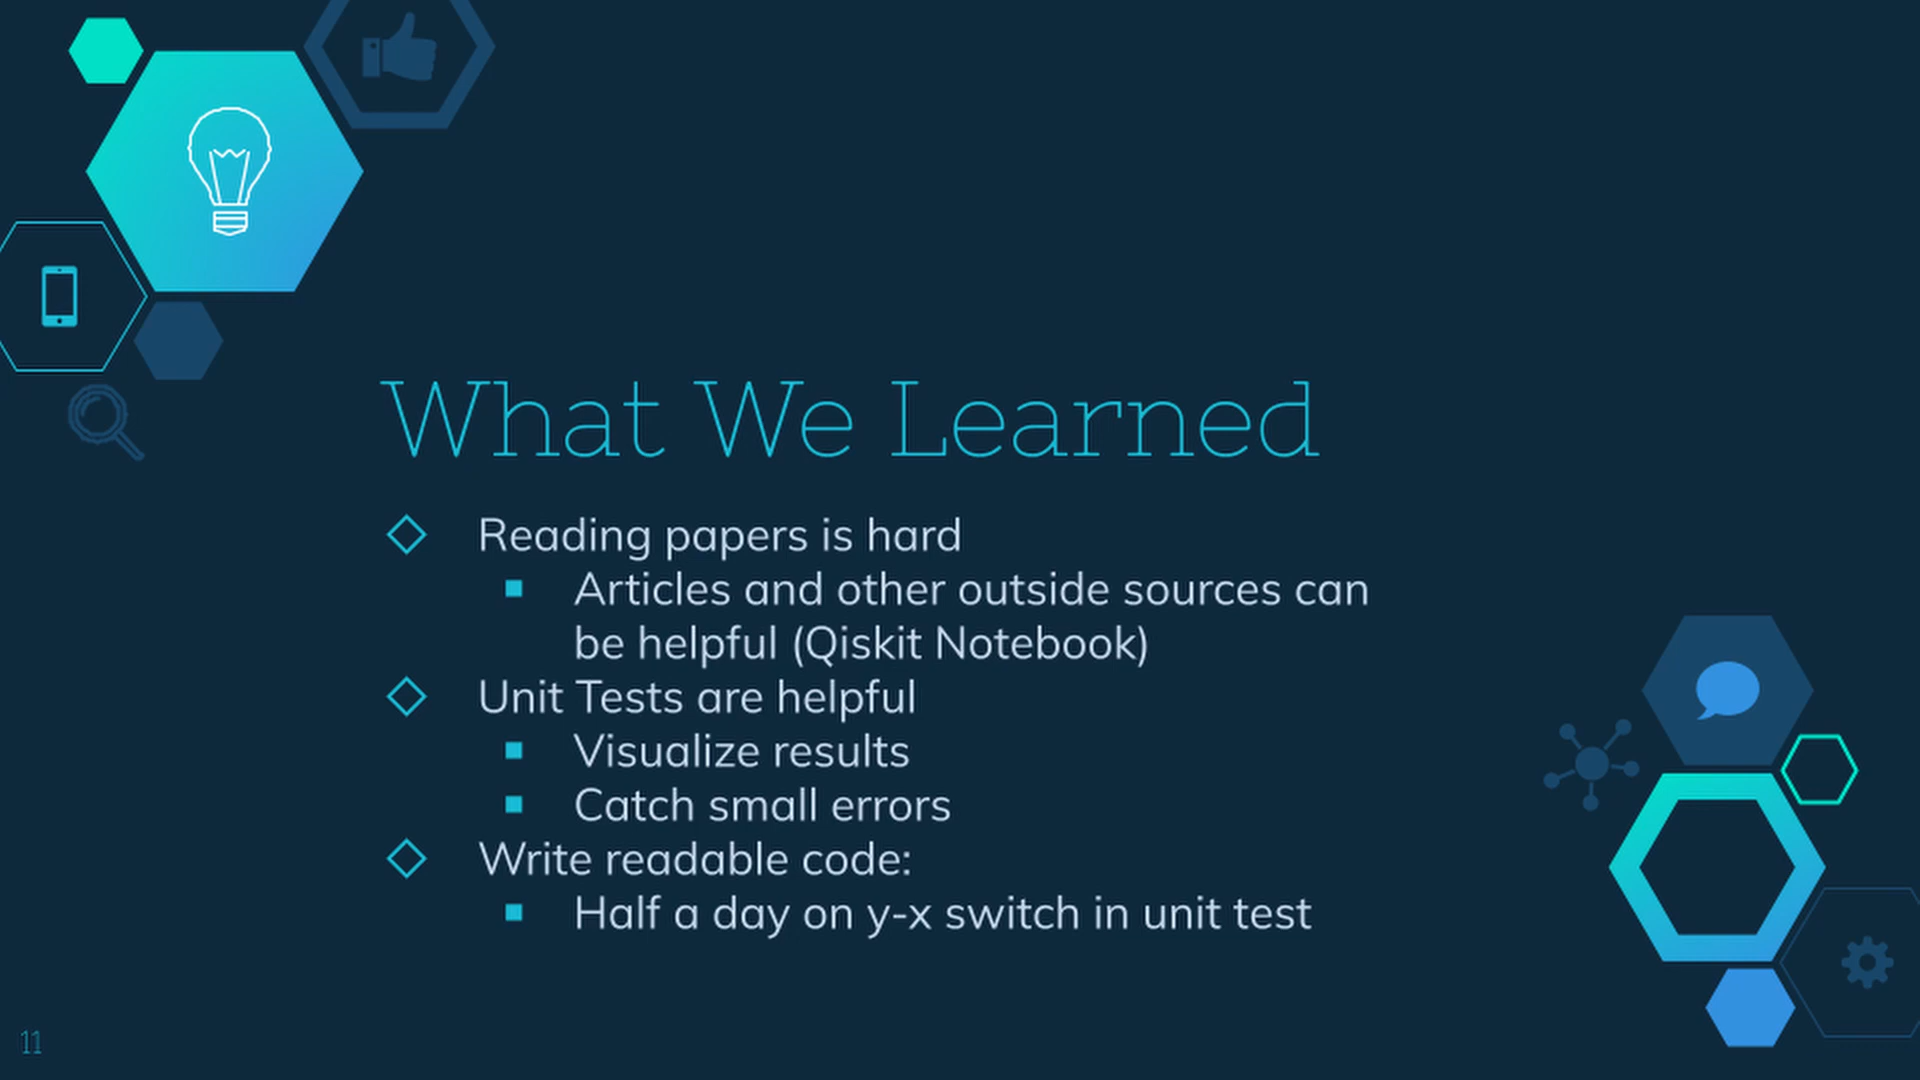 What We Learned
Reading papers is hard
Articles and other outside sources can
be helpful (Qiskit Notebook)
Unit Tests are helpful
Visualize results
Catch small errors
Write readable code:
Half a day on y-x switch in unit test
11